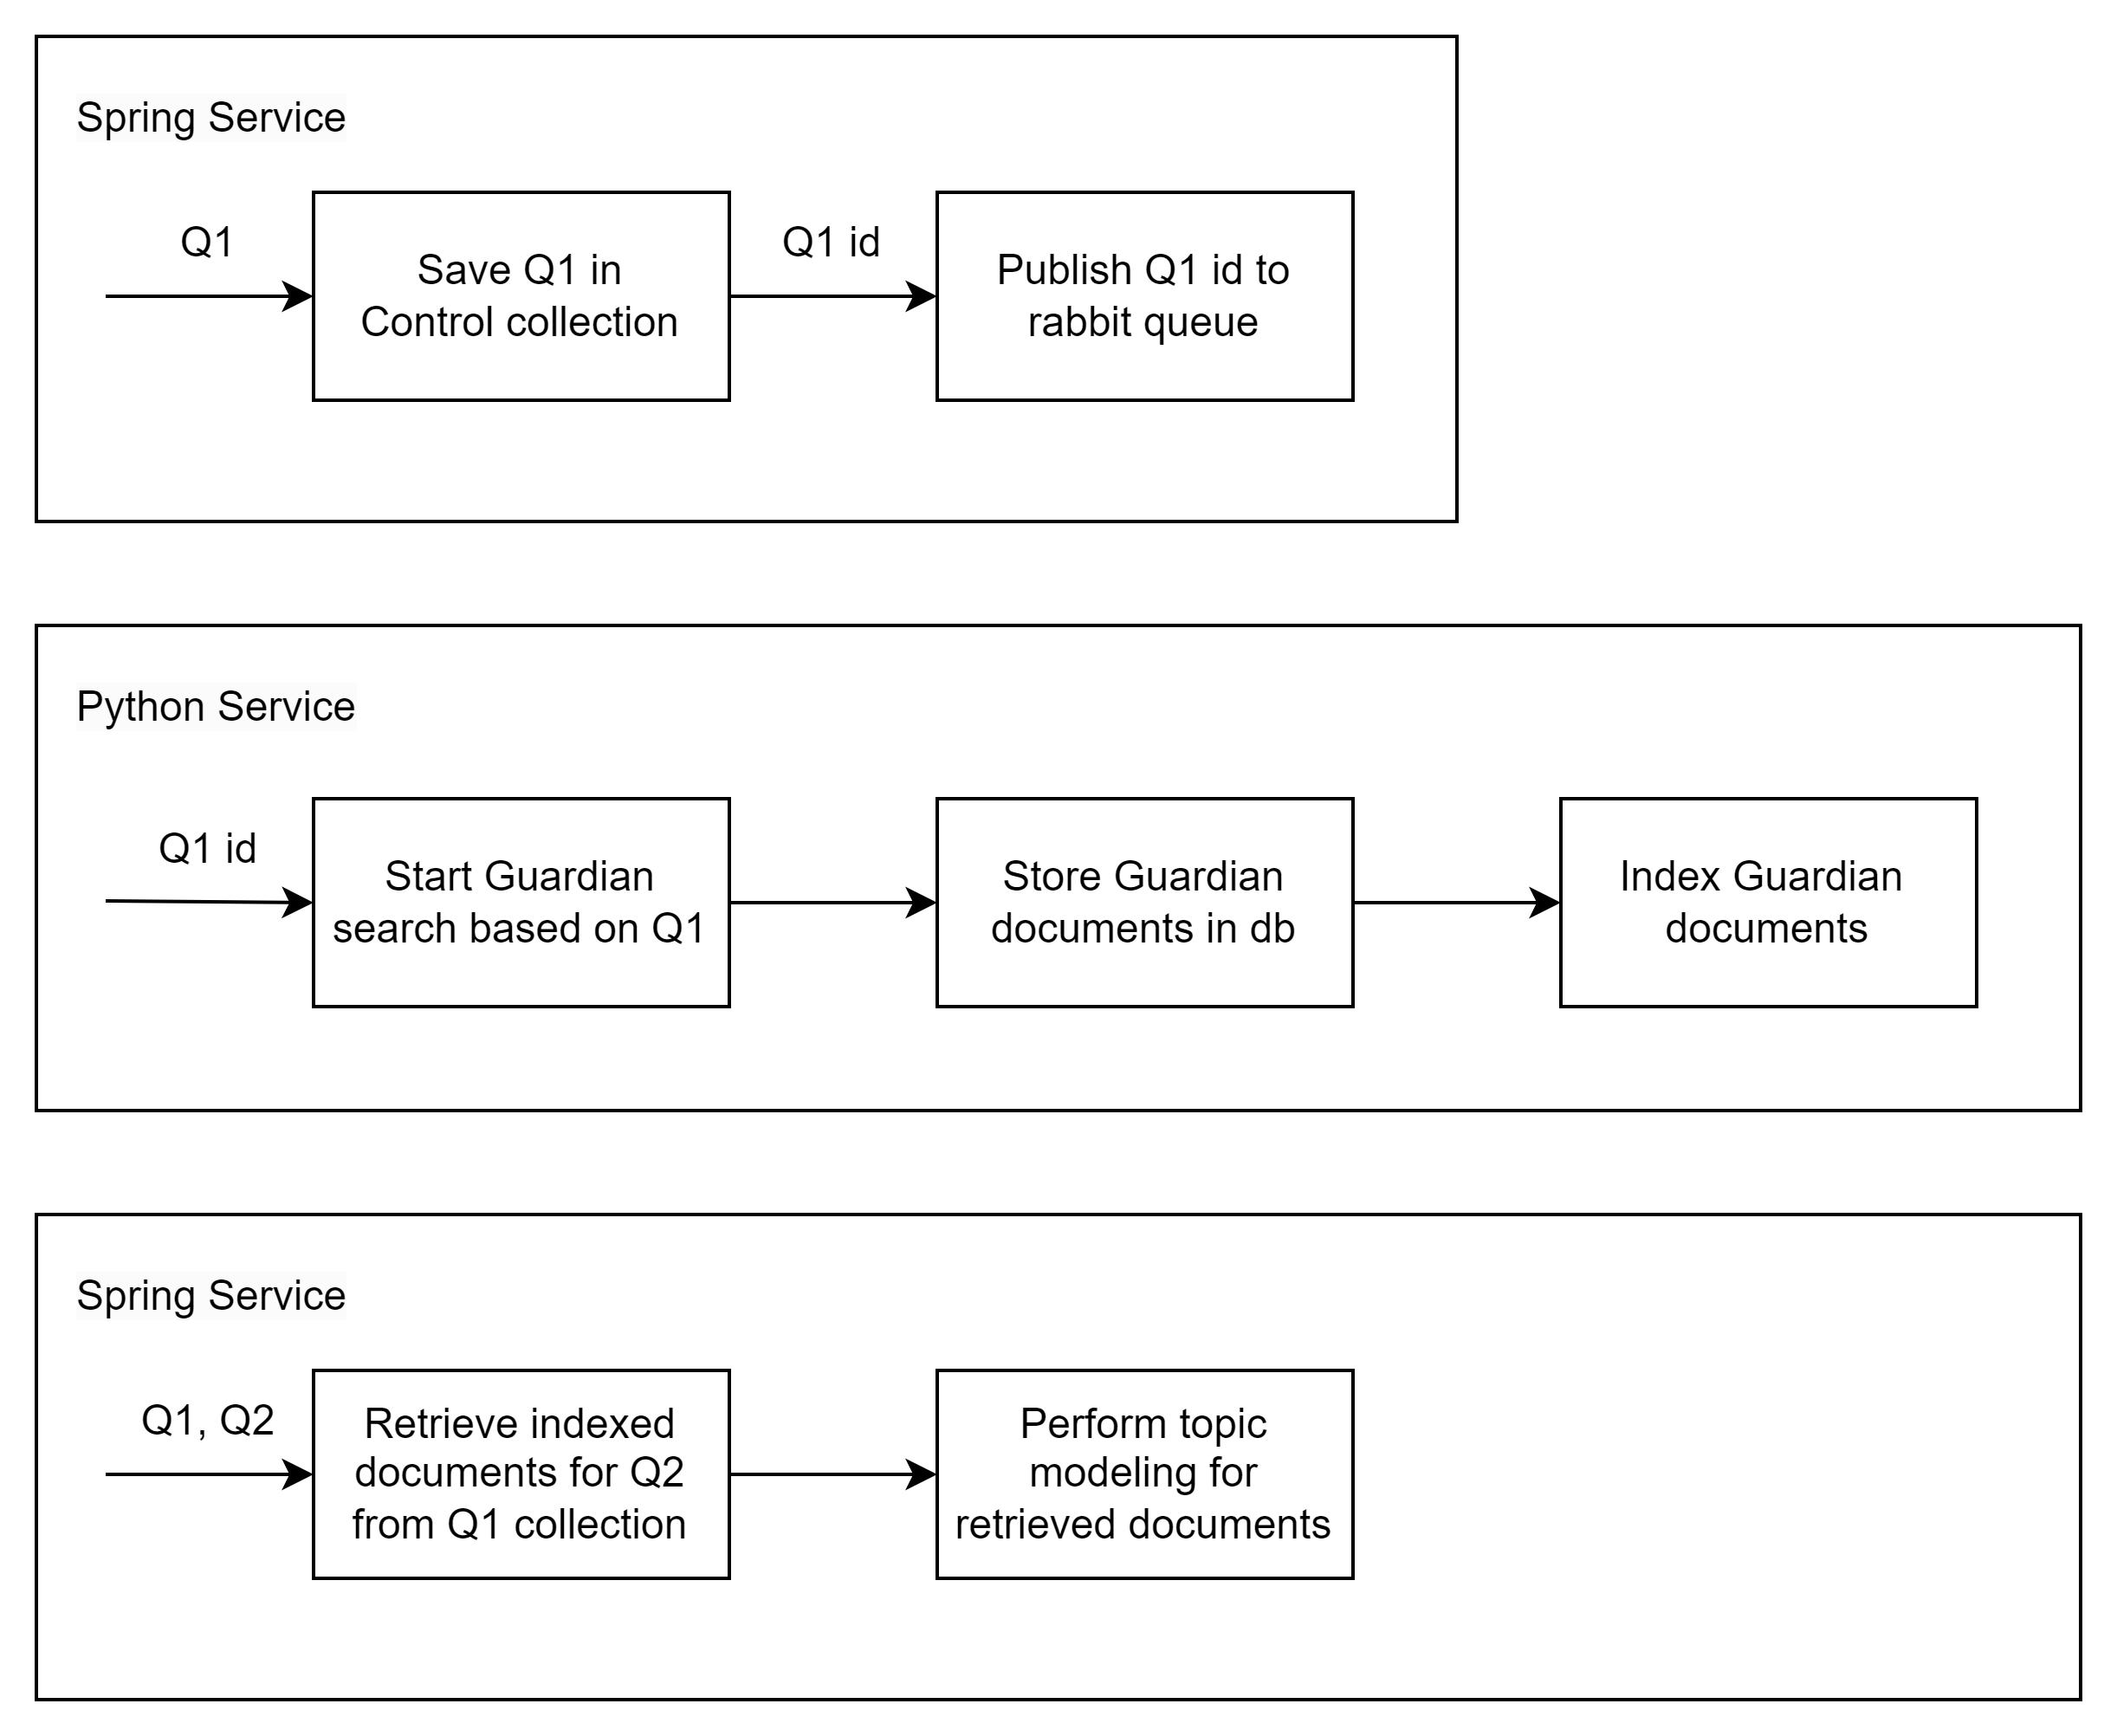 Spring Service
Q1
Save Q1 in
Control collection
Q1 id
Publish Q1 id to
rabbit queue
Python Service
Q1 id
Start Guardian
search based on Q1
Store Guardian
documents in db
Index Guardian
documents
Spring Service
Q1, Q2
Retrieve indexed
documents for Q2
from Q1 collection
Perform topic
modeling for
retrieved documents